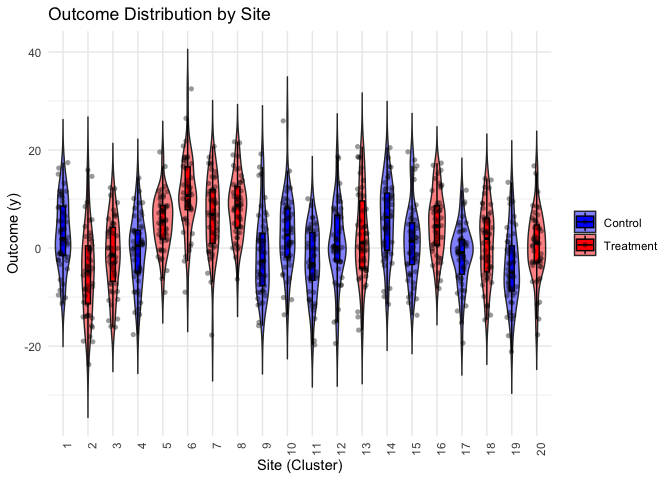 Outcome Distribution by Site
40
20
0
-20
Outcome (y)
1 2 3 4 5 6 7 8 9 10 11 12 13 14 15 16 17 18 19 20
Site (Cluster)
Control
Treatment